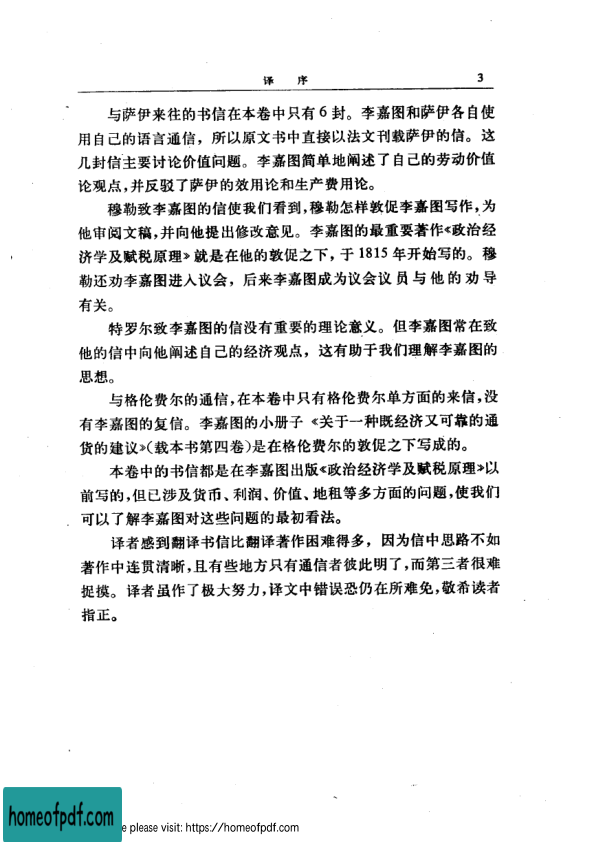 译 序 3
与萨伊来往的书信在本卷中只有6封。李嘉图和萨伊各自使
用自己的语言通信，所以原文书中直接以法文刊载萨伊的信。这
几封信主要讨论价值问题。李嘉图简单地阐述了自己的劳动价值
论观点，并反驳了萨伊的效用论和生产费用论。
穆勒致李嘉图的信使我们看到，穆勒怎样敦促李嘉图写作，为
他审阅文稿，并向他提出修改意见。李嘉图的最重要著作《政治经
济学及赋税原理》就是在他的敦促之下，于1815年开始写的。穆
勒还劝李嘉图进入议会，后来李嘉图成为议会议员与他的劝导
有关。
特罗尔致李嘉图的信没有重要的理论意义。但李嘉图常在致
他的信中向他阐述自己的经济观点，这有助于我们理解李嘉图的
思想。
与格伦费尔的通信，在本卷中只有格伦费尔单方面的来信，没
有李嘉图的复信。李嘉图的小册子《关于一种既经济又可靠的通
货的建议》（载本书第四卷）是在格伦费尔的敦促之下写成的。
本卷中的书信都是在李嘉图出版《政治经济学及赋税原理》以
前写的，但已涉及货币、利润、价值、地租等多方面的问题，使我们
可以了解李嘉图对这些问题的最初看法。
译者感到翻译书信比翻译著作困难得多，因为信中思路不如
著作中连贯清晰，且有些地方只有通信者彼此明了，而第三者很难
捉摸。译者虽作了极大努力，译文中错误恐仍在所难免，敬希读者
指正。
homeofpdf.com
e please visit: https://homeofpdf.com